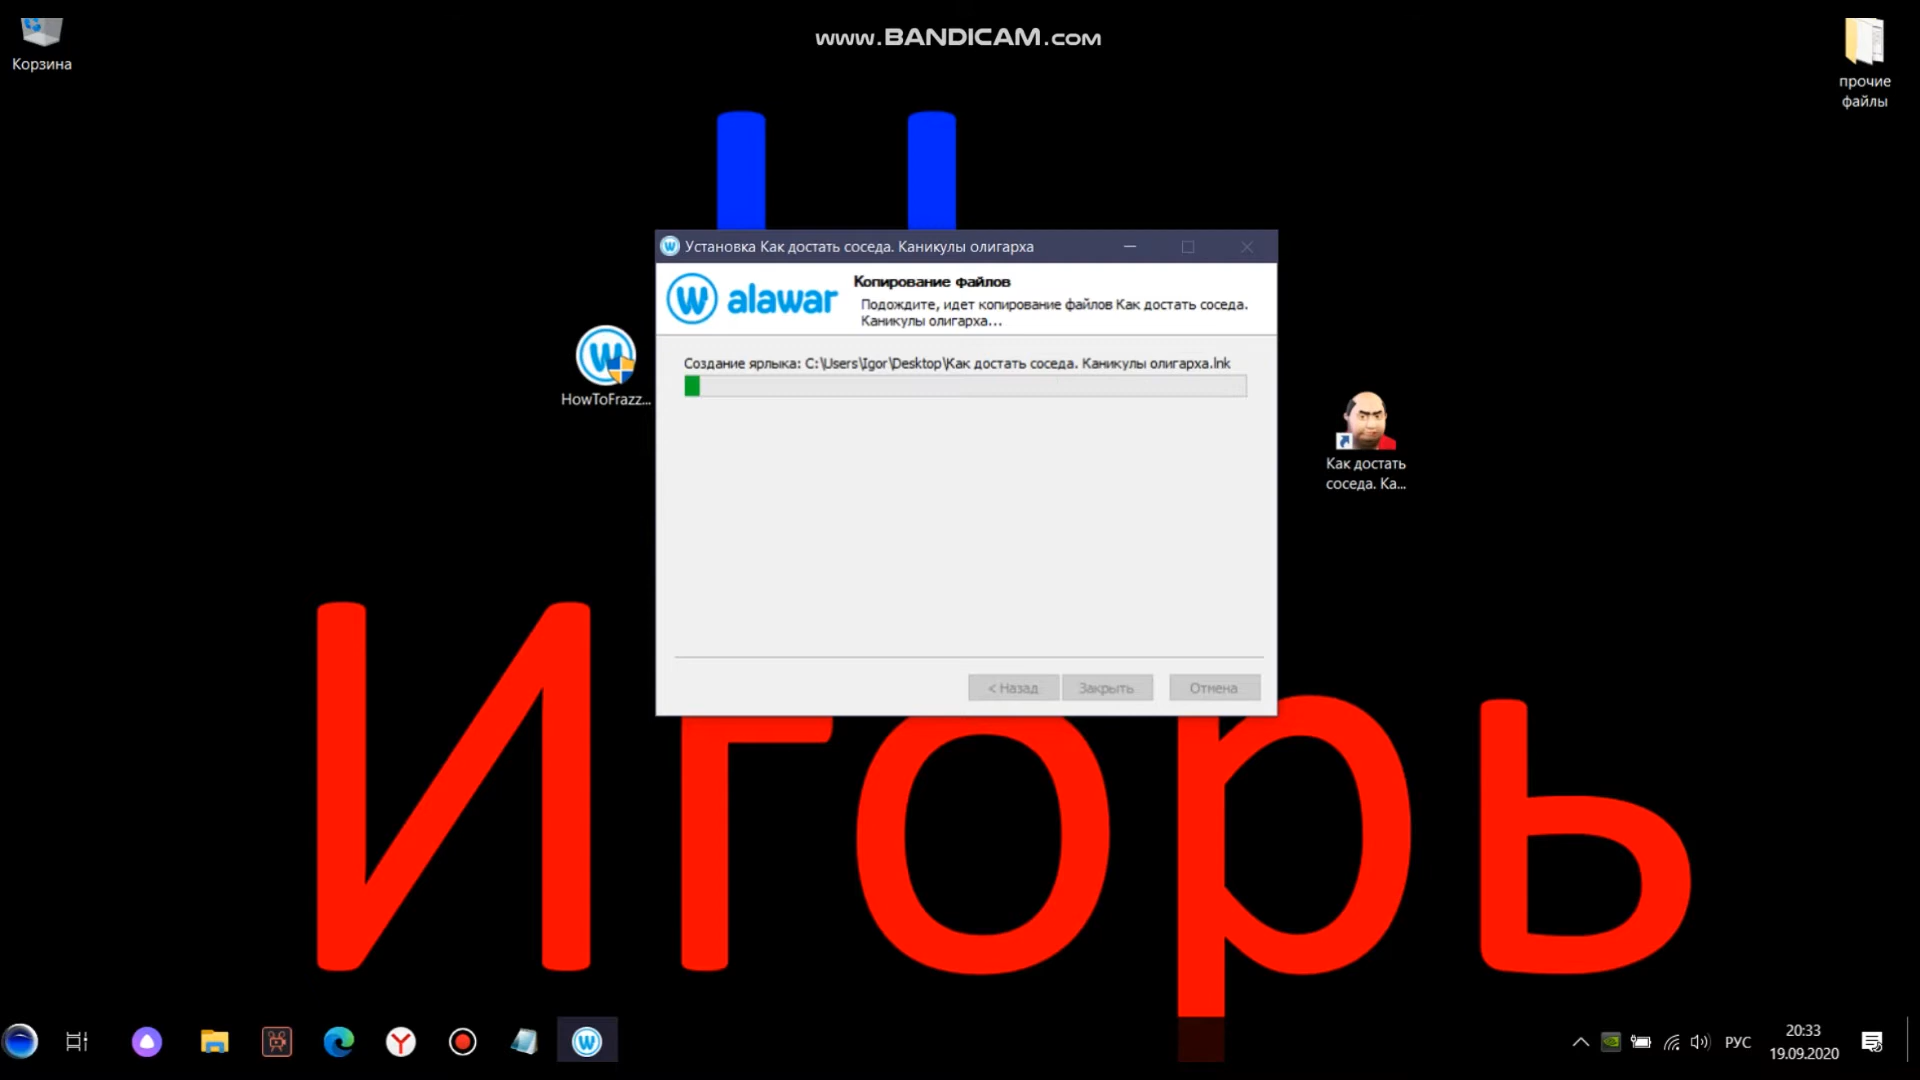 www.BANDICAM.com
Корзина
прочие
файлы
Установка Как достать соседа. Каникулы олигарха
alawar
Копирование файлов
Подождите, идет копирование файлов Как достать соседа.
Каникулы олигарха...
Создание ярлыка: C:\Users\Igor\Desktop\Как достать соседа. Каникулы олигарха.lnk
HowToFrazz...
Как достать
соседа. Ка...
< Назад
Закрыть
Отмена
Игорь
РУС
20:33
19.09.2020